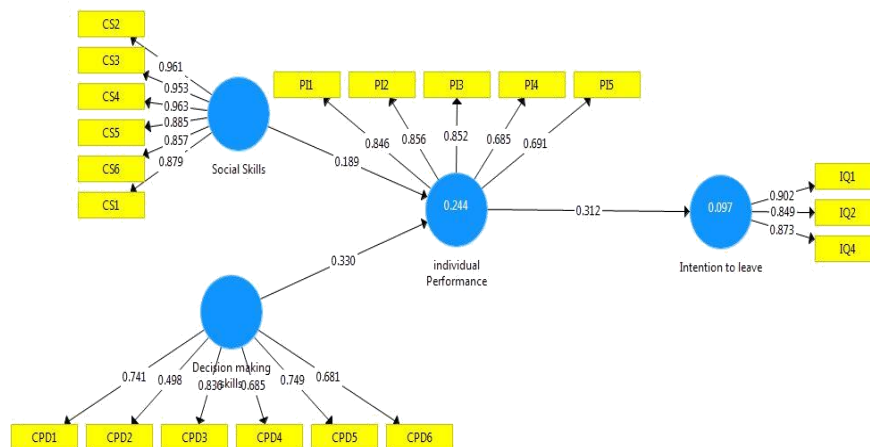 CS2
CS3
CS4
CS5
CS6
CS1
0.961
0.953
0.963
0.885
0.857
0.879
Social Skills
PI1
PI2
PI3
PI4
PI5
0.846
0.856
0.852
0.685
0.691
0.189
0.244
individual
Performance
0.312
0.097
Intention to leave
0.902
0.849
0.873
IQ1
IQ2
IQ4
0.330
Decision making
skills
0.741
0.498
0.836
0.685
0.749
0.681
CPD1
CPD2
CPD3
CPD4
CPD5
CPD6